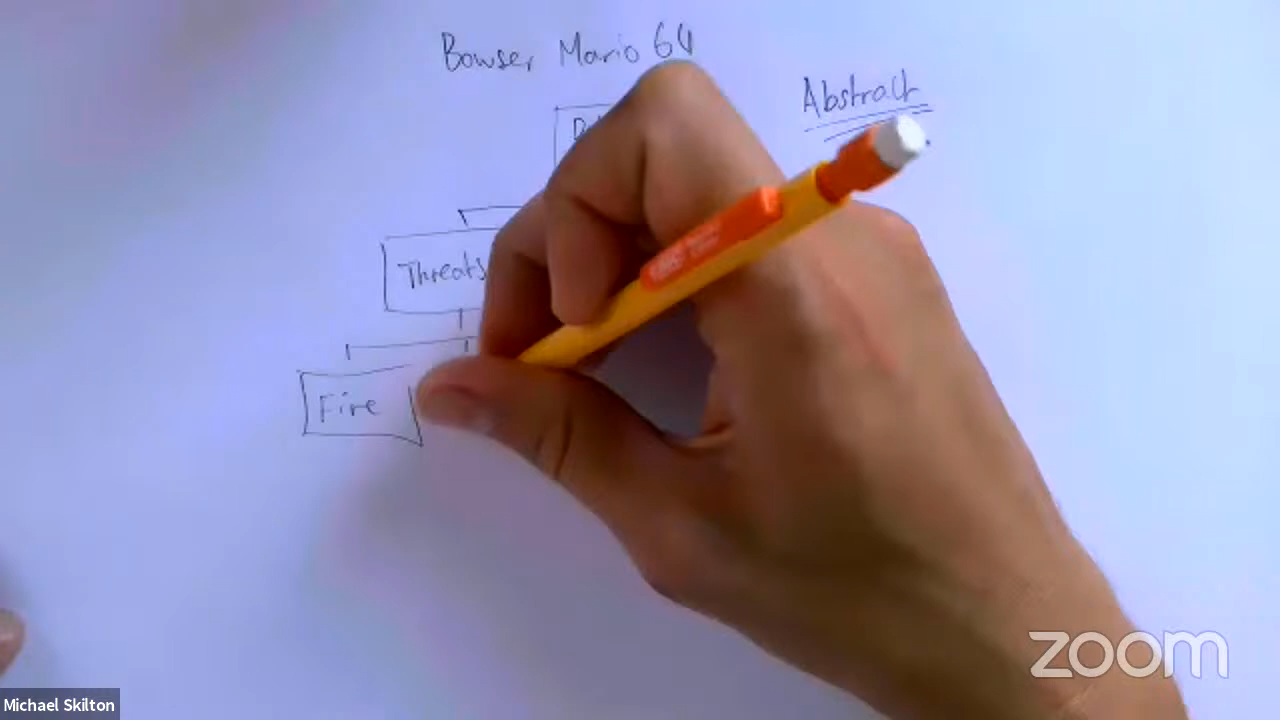 Bowser Mario 64
Abstract
Threats
Fire
zoom
Michael Skilton